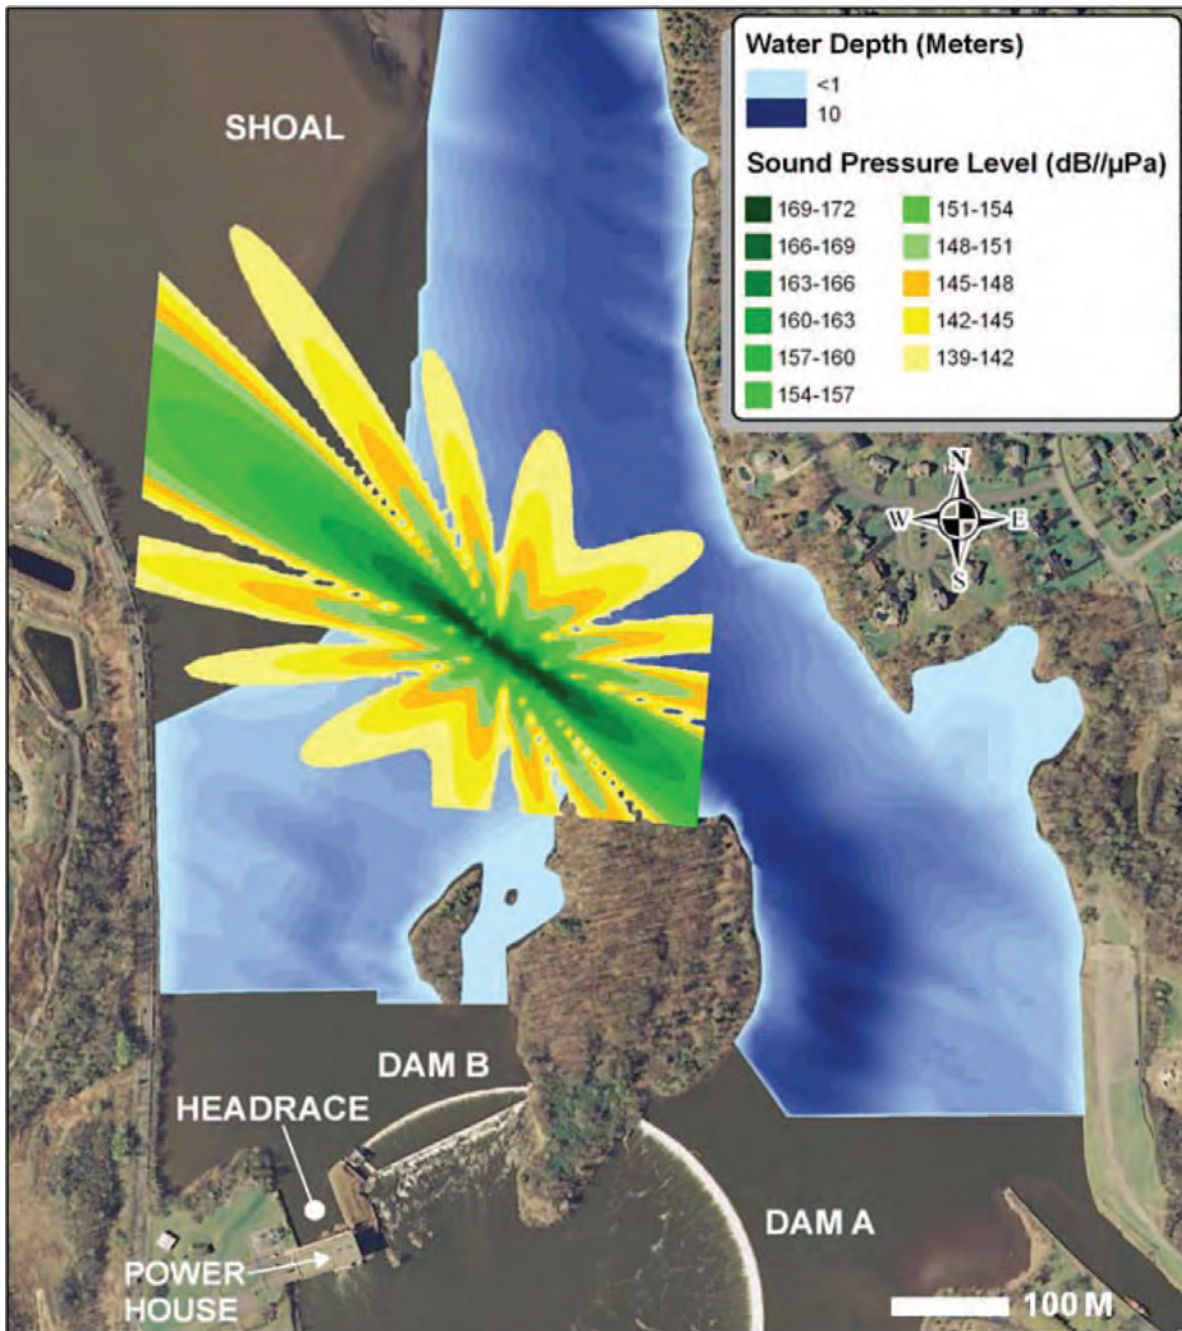 Water Depth (Meters)
<1
10
SHOAL
Sound Pressure Level (dB//µPa)
169-172
151-154
166-169
148-151
163-166
145-148
160-163
142-145
157-160
139-142
154-157
N
W
E
S
DAM B
HEADRACE
DAM A
POWER
HOUSE
100 M